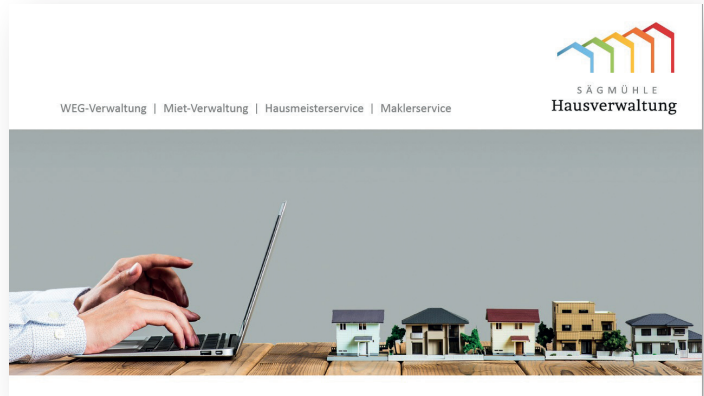 SÄGMÜHLE
Hausverwaltung
WEG-Verwaltung | Miet-Verwaltung | Hausmeisterservice | Maklerservice